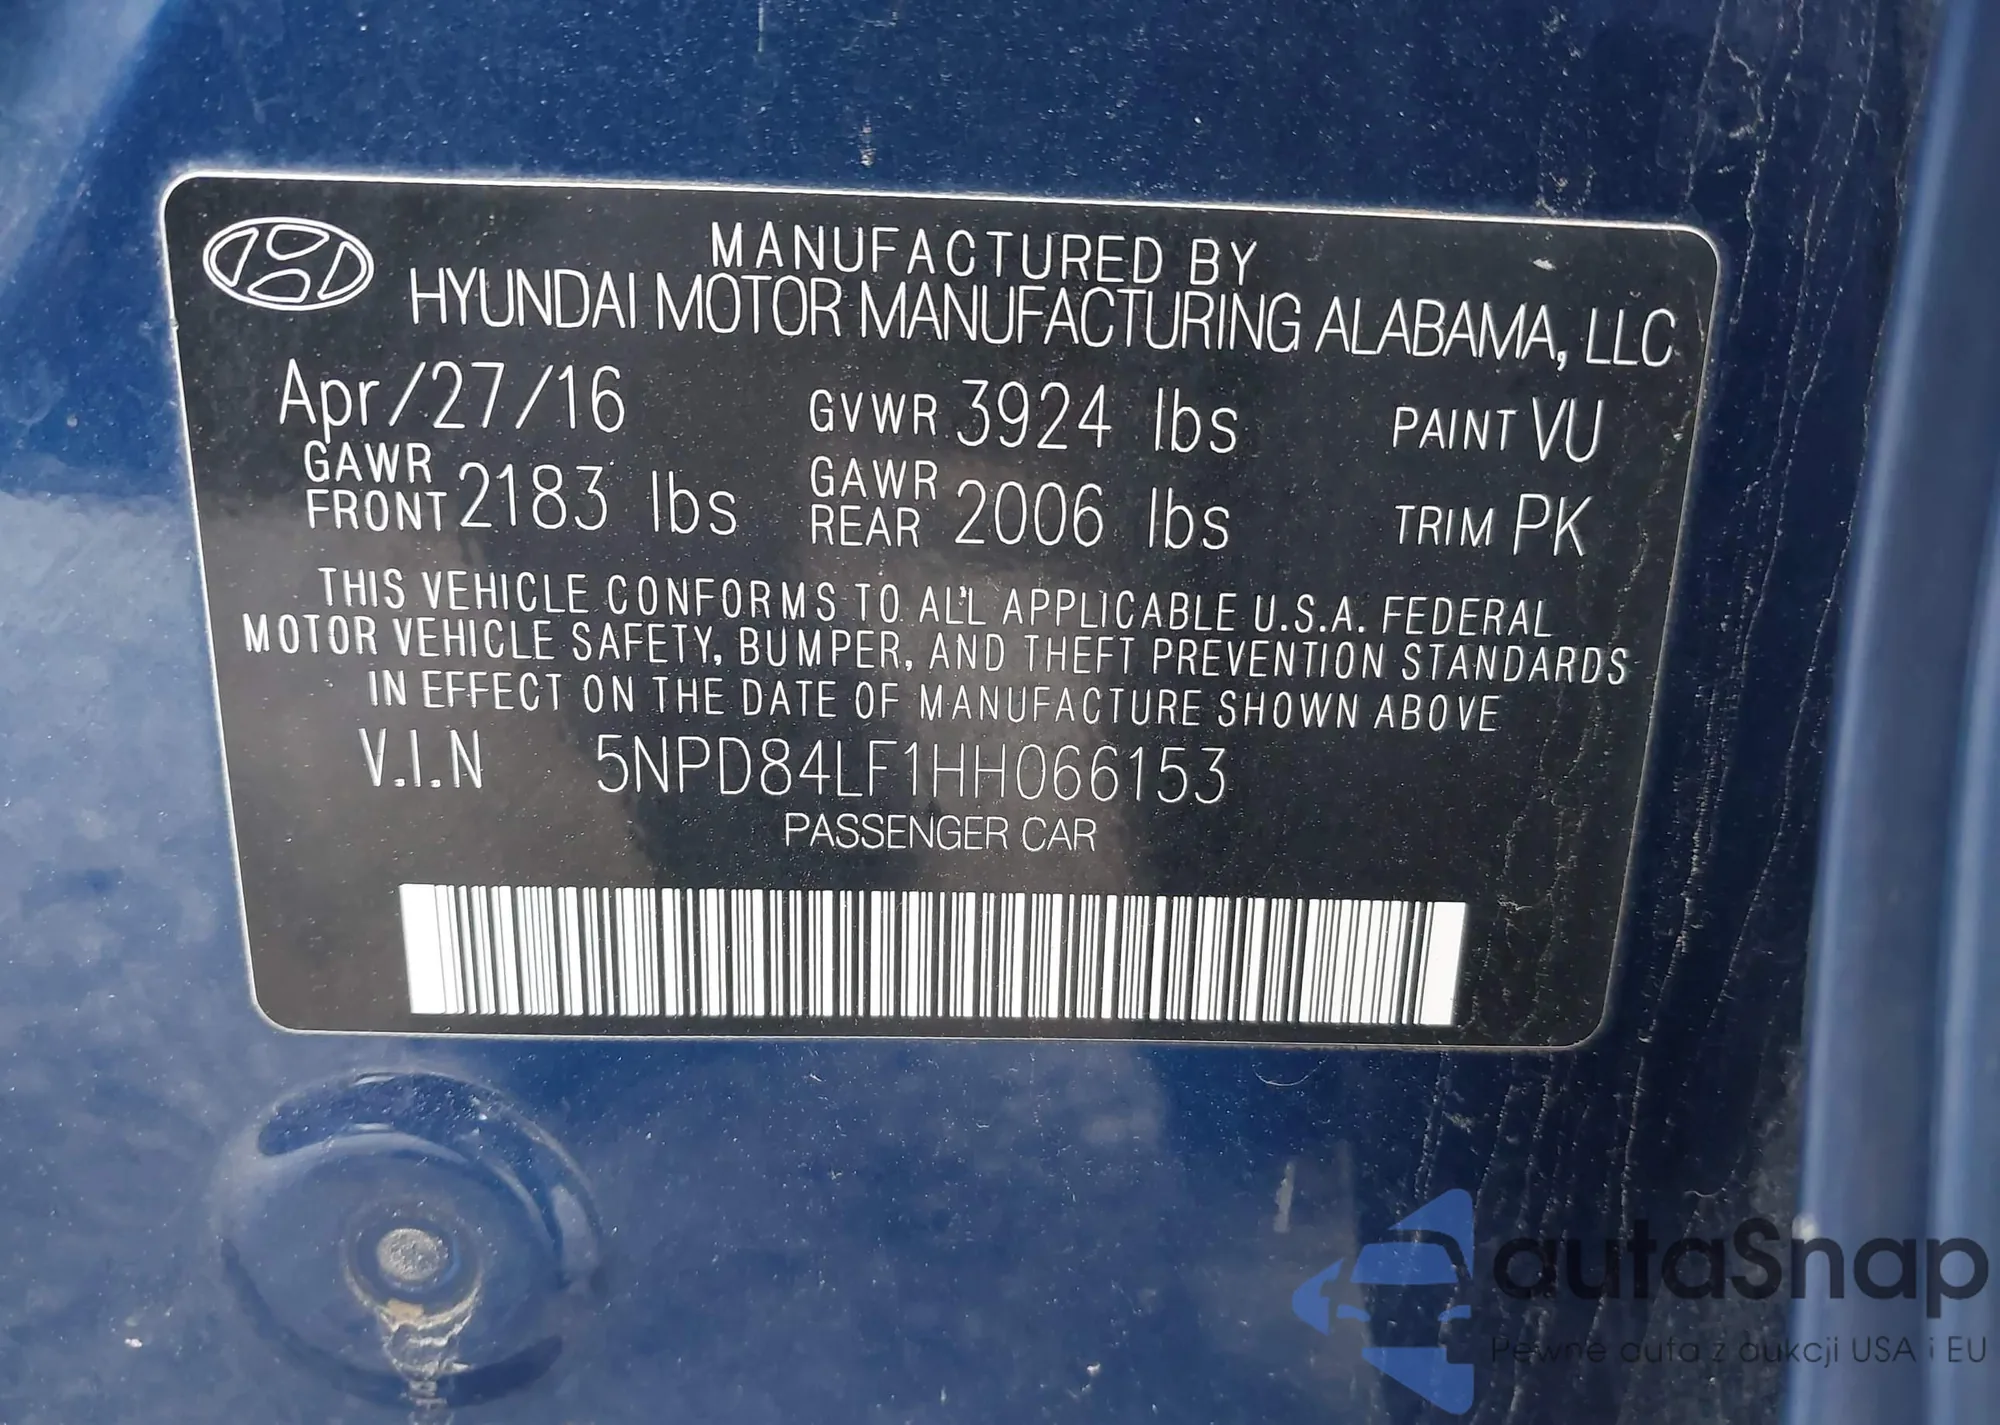 MANUFACTURED BY
HYUNDAI MOTOR MANUFACTURING ALABAMA, LLC
Apr/27/16 GVWR 3924 lbs PAINT VU
GAWR FRONT 2183 lbs GAWR REAR 2006 lbs TRIM PK
THIS VEHICLE CONFORMS TO ALL APPLICABLE U.S.A. FEDERAL
MOTOR VEHICLE SAFETY, BUMPER, AND THEFT PREVENTION STANDARDS
IN EFFECT ON THE DATE OF MANUFACTURE SHOWN ABOVE
V.I.N 5NPD84LF1HH066153
PASSENGER CAR
autaSnap
Pewne auta z aukcji USA i EU